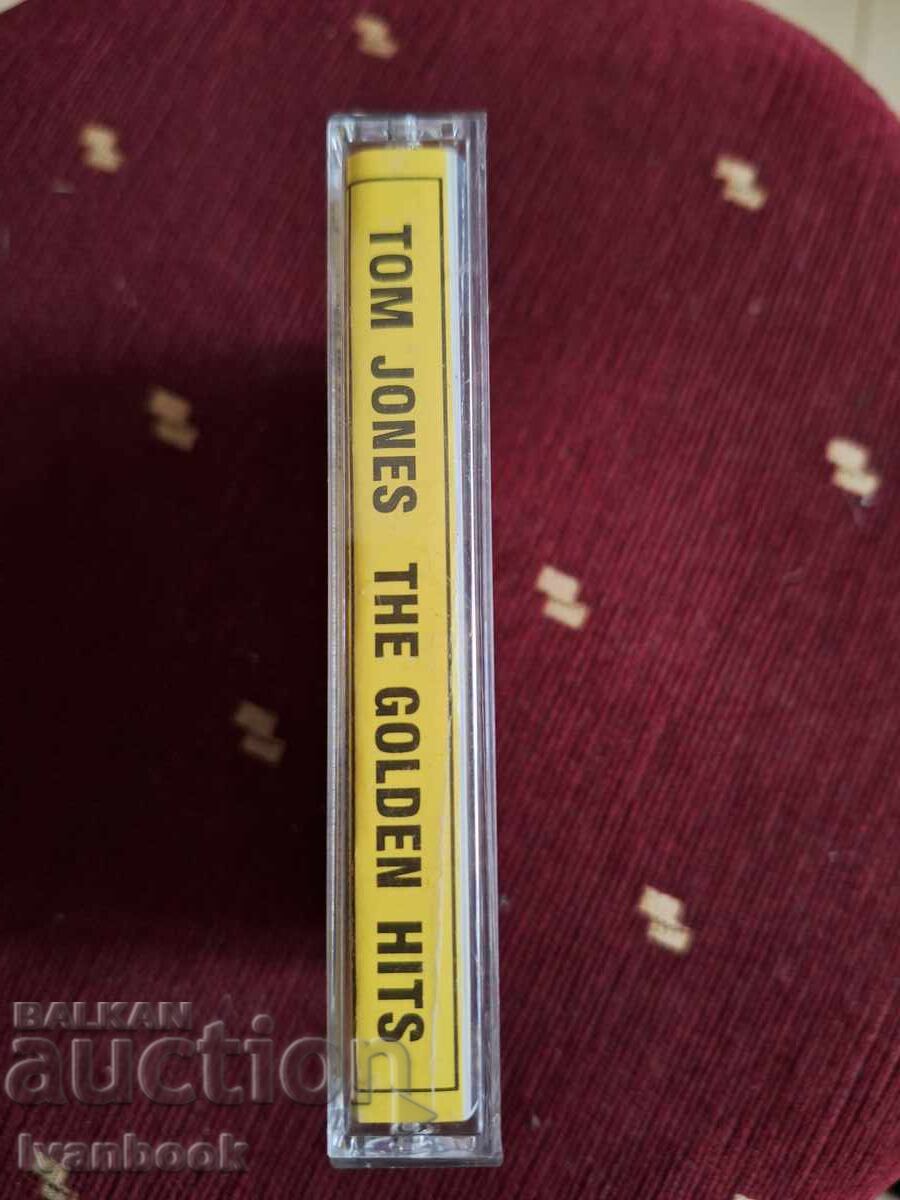 TOM JONES THE GOLDEN HITS
BALKAN
auction
Ivanbook